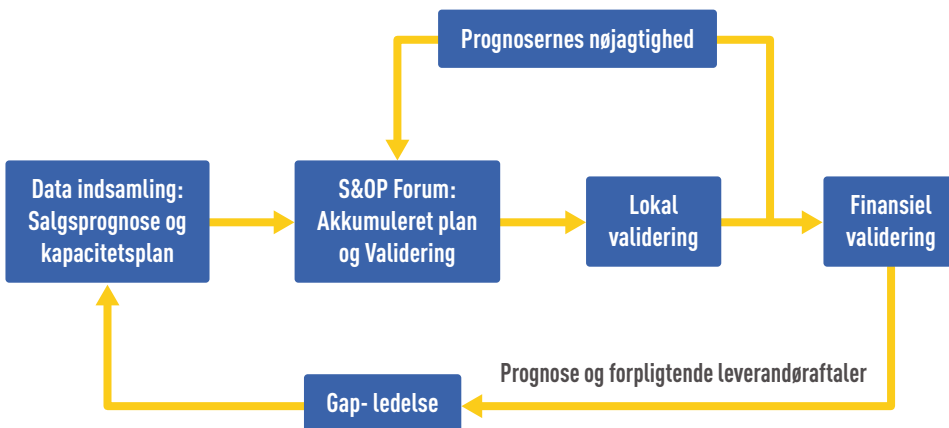 Prognosernes nøjagtighed
Data indsamling:
Salgsprognose og
kapacitetsplan
S&OP Forum:
Akkumuleret plan
og Validering
Lokal
validering
Finansiel
validering
Prognose og forpligtende leverandøraftaler
Gap- ledelse